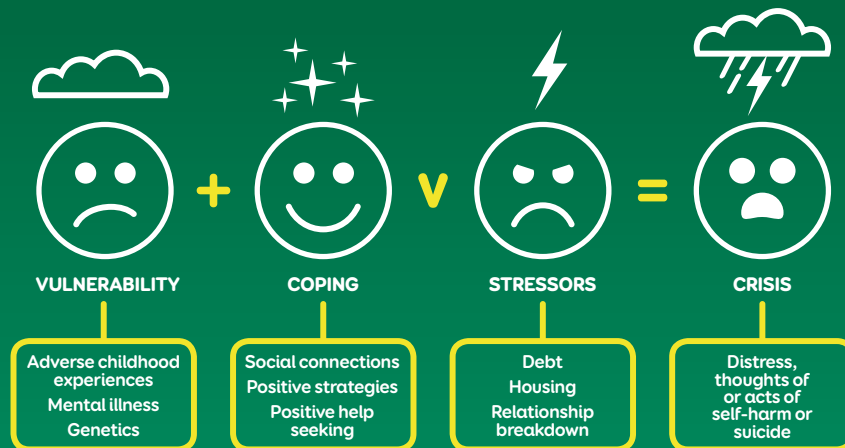 + v =
VULNERABILITY
COPING
STRESSORS
CRISIS
Adverse childhood
experiences
Mental illness
Genetics
Social connections
Positive strategies
Positive help
seeking
Debt
Housing
Relationship
breakdown
Distress,
thoughts of
or acts of
self-harm or
suicide